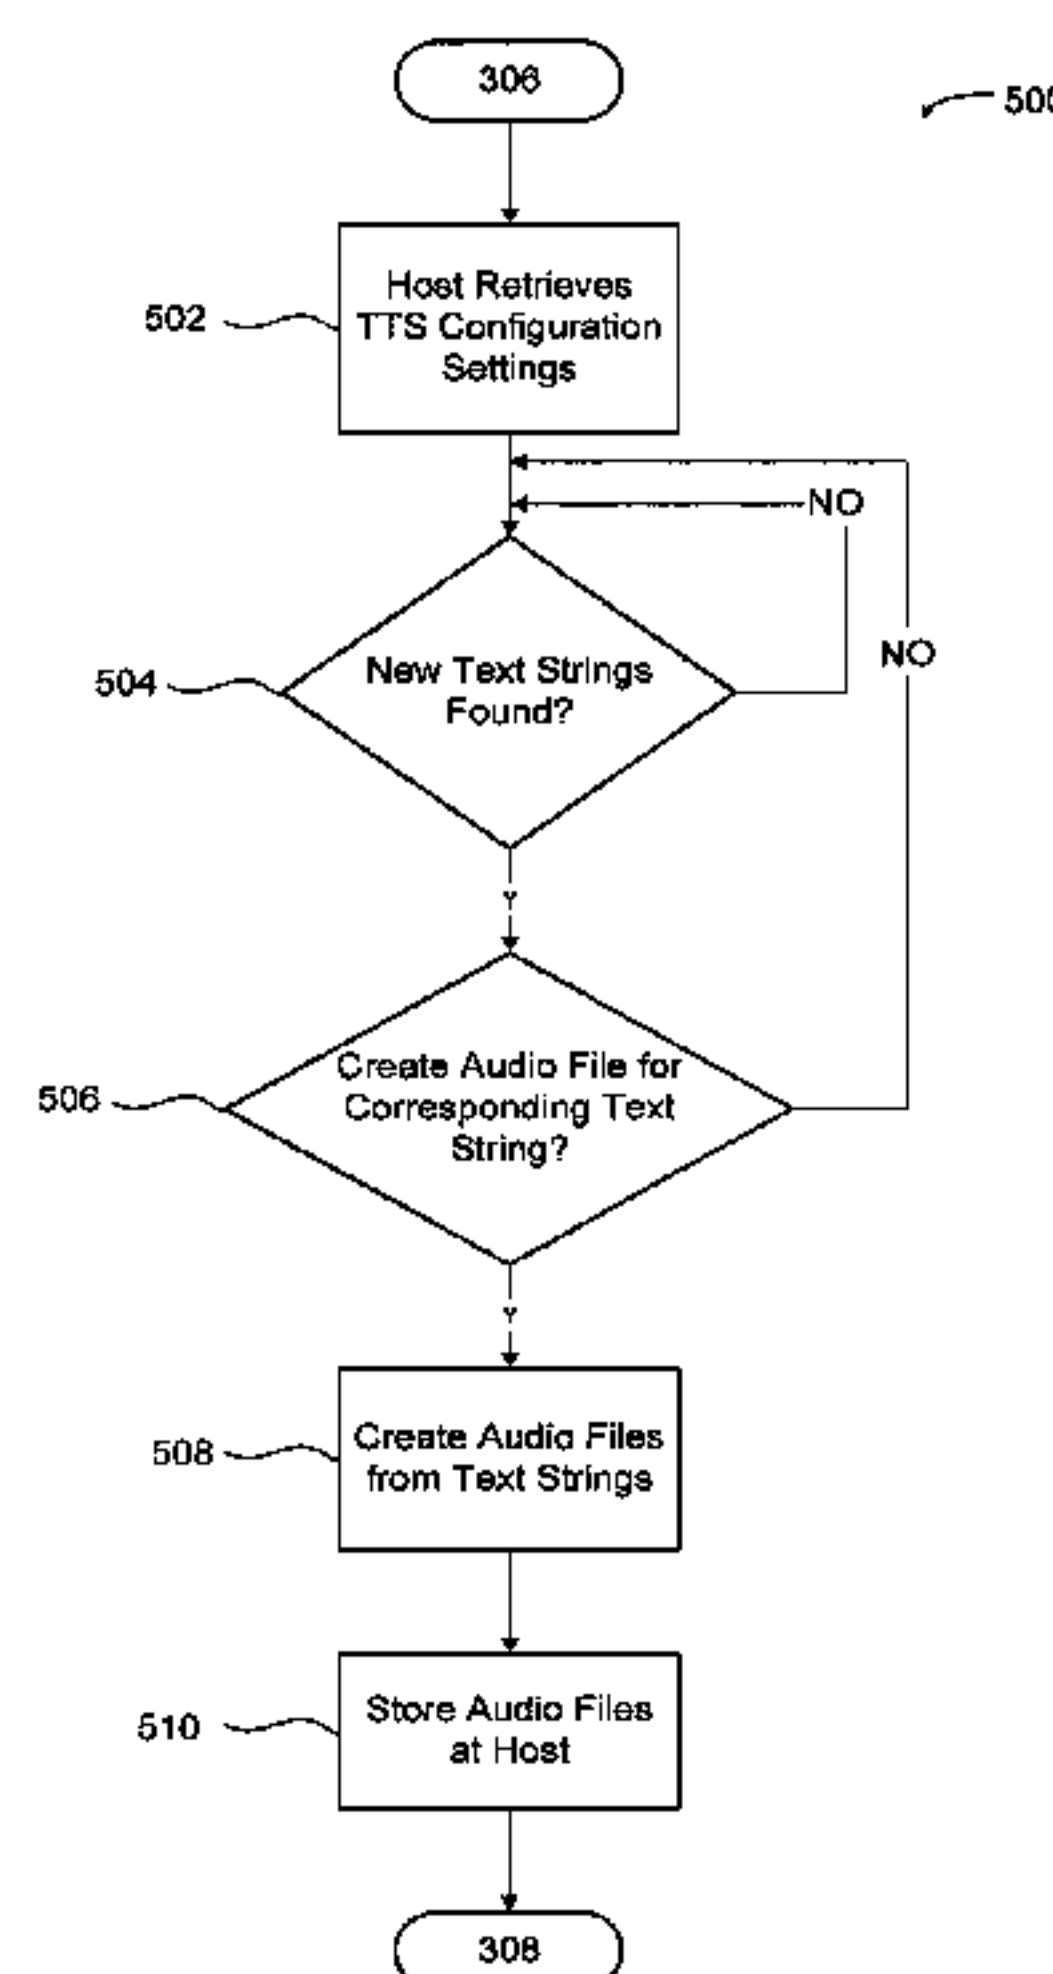 306
500
Host Retrieves
TTS Configuration
Settings
502
NO
NO
New Text Strings
Found?
504
Create Audio File for
Corresponding Text
String?
506
Create Audio Files
from Text Strings
508
Store Audio Files
at Host
510
308